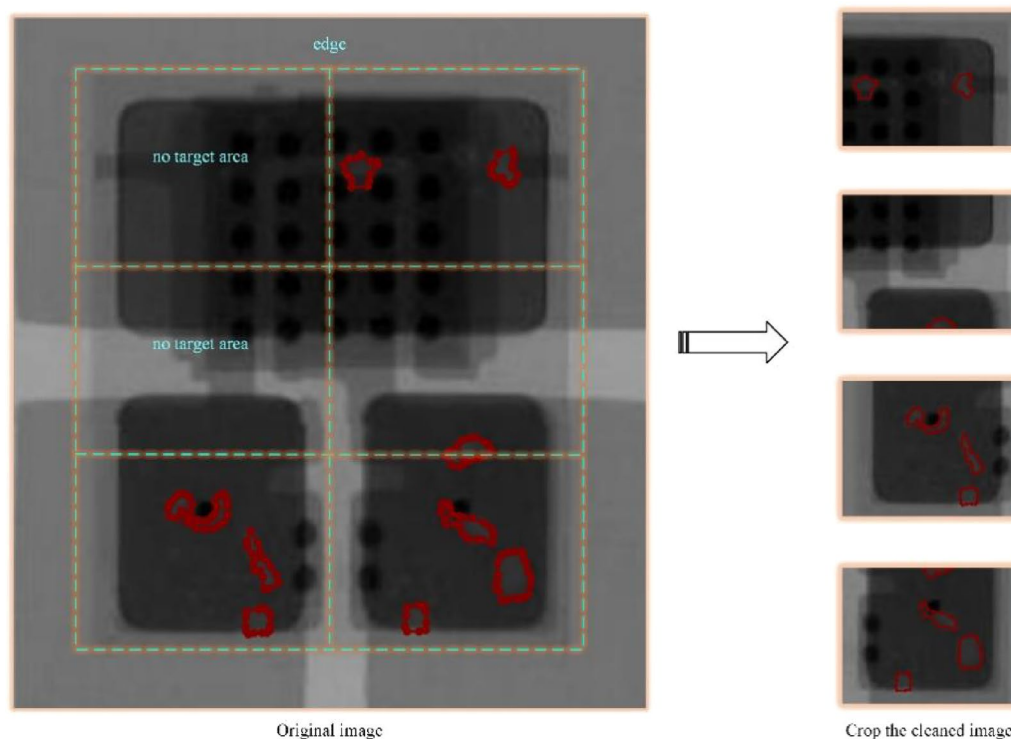 edge
no target area
no target area
Original image
Crop the cleaned image